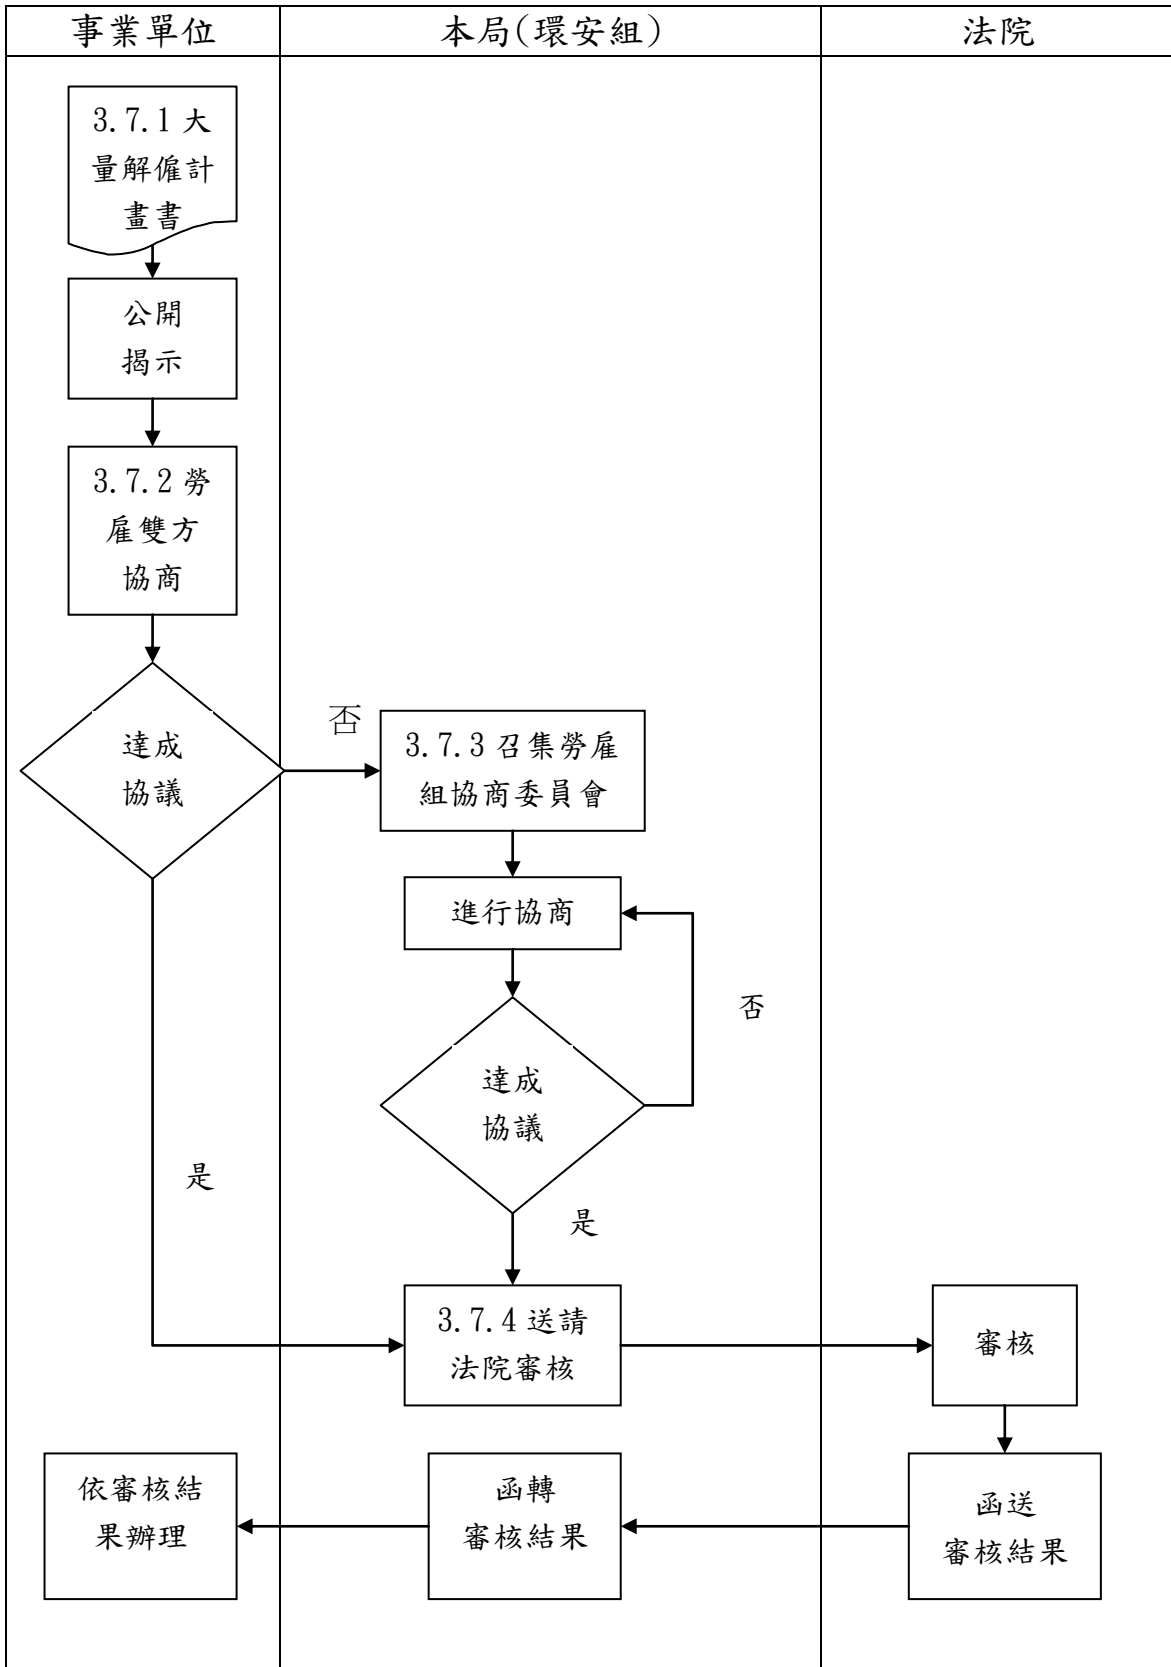 事業單位
本局(環安組)
法院
3.7.1 大
量解僱計
畫書
公開
揭示
3.7.2 勞
雇雙方
協商
達成
協議
否
3.7.3 召集勞雇
組協商委員會
進行協商
否
達成
協議
是
是
3.7.4 送請
法院審核
審核
依審核結
果辦理
函轉
審核結果
函送
審核結果